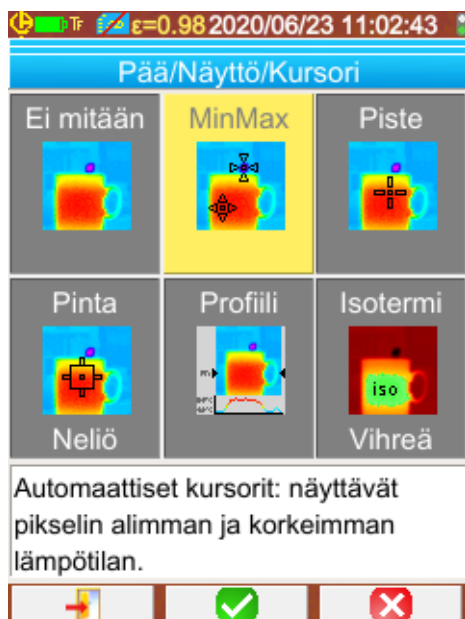 TF ε=0.98 2020/06/23 11:02:43
Pää/Näyttö/Kursori
Ei mitään MinMax Piste
Pinta Profiili Isotermi
iso
Neliö Vihreä
Automaattiset kursorit: näyttävät
pikselin alimman ja korkeimman
lämpötilan.